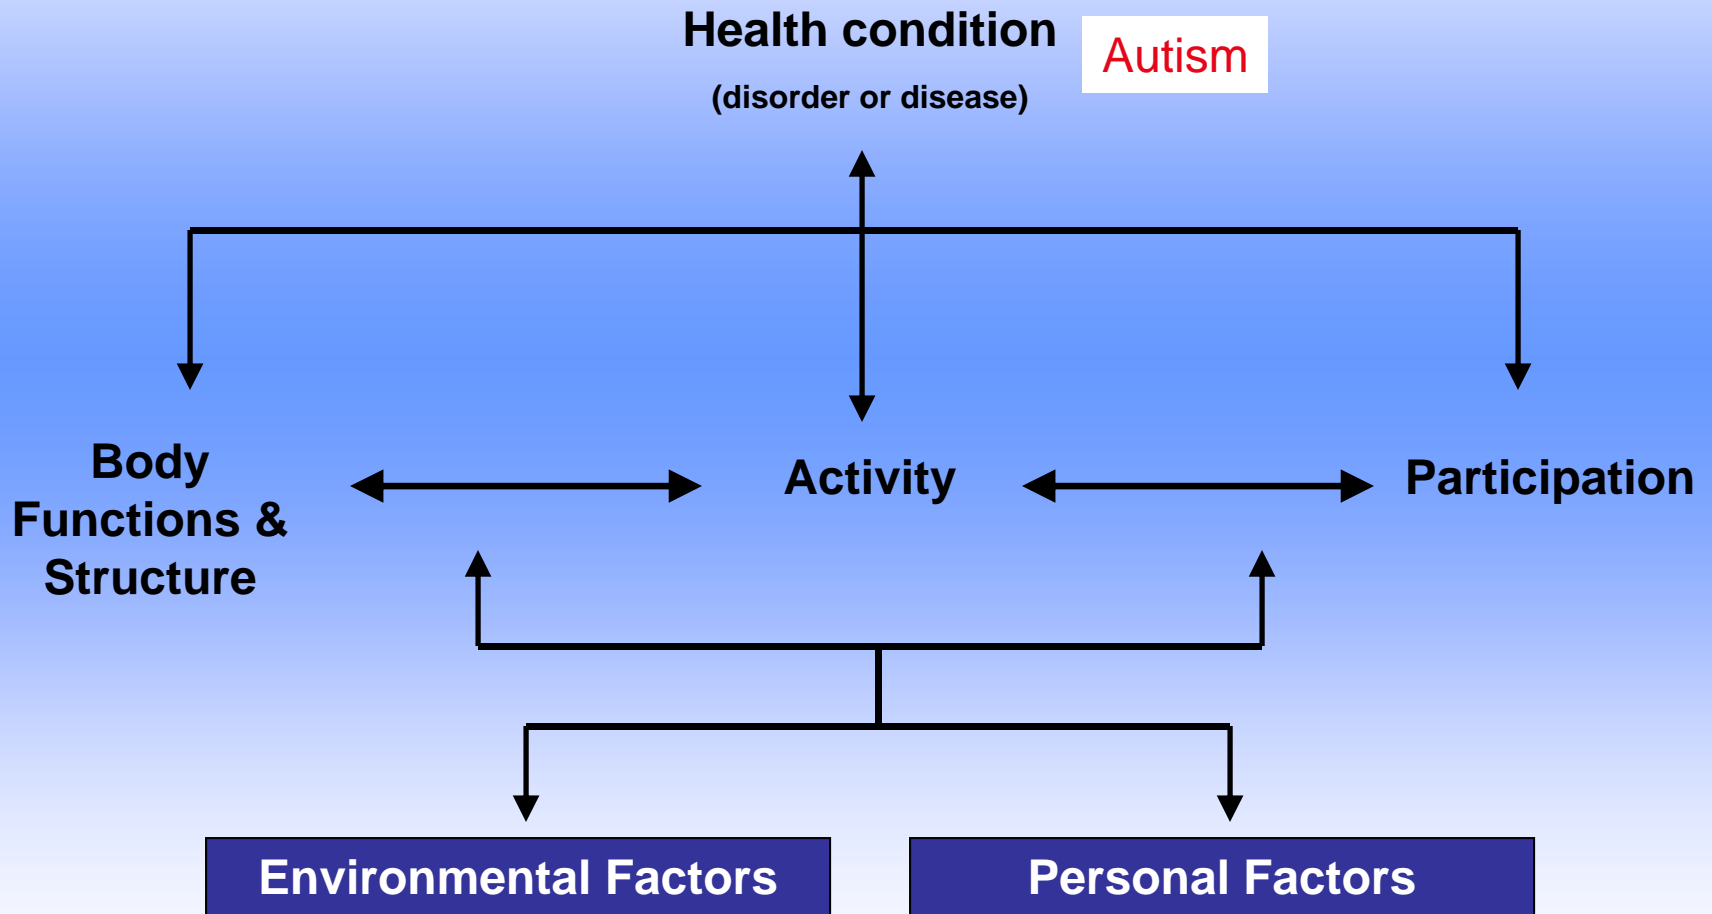 Health condition
Autism
(disorder or disease)
Body
Functions &
Structure
Activity
Participation
Environmental Factors
Personal Factors